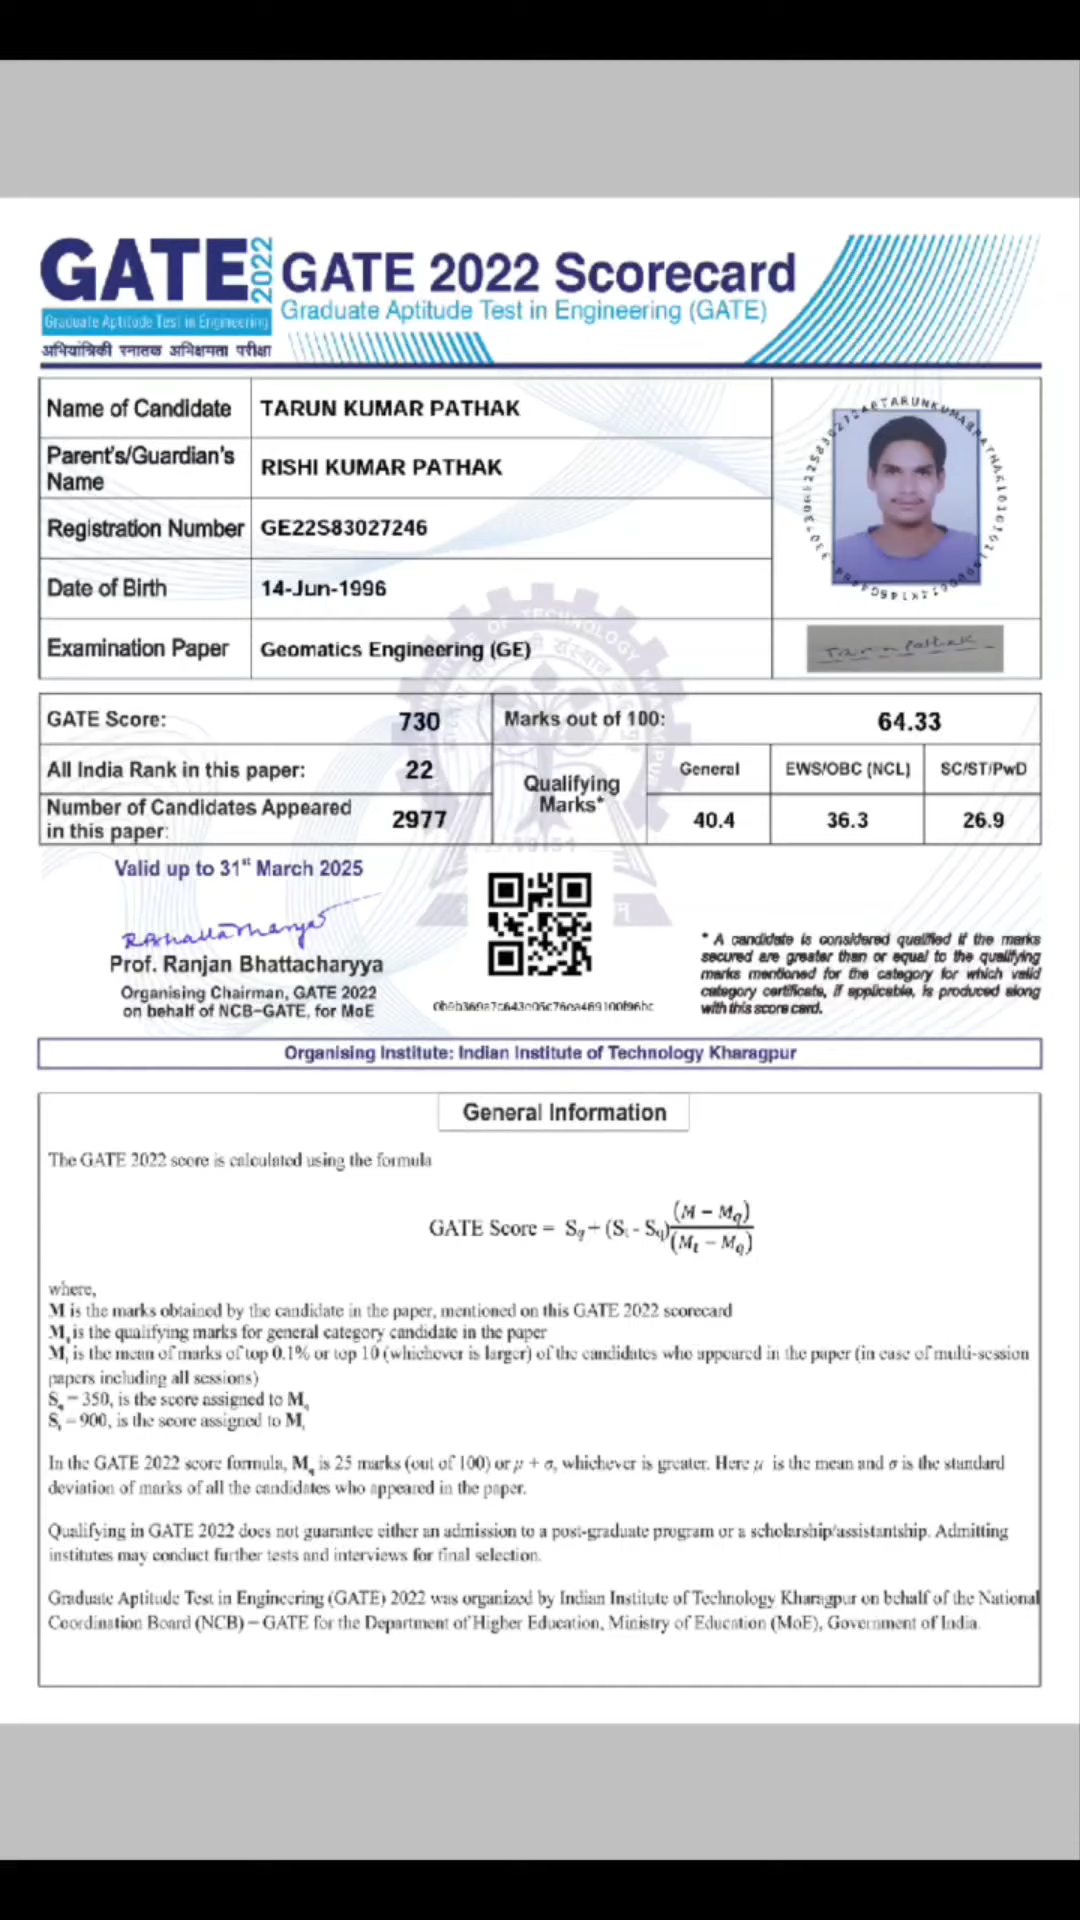 GATE 2022 GATE 2022 Scorecard
Graduate Aptitude Test in Engineering Graduate Aptitude Test in Engineering (GATE)
अभियांत्रिकी स्नातक अभिक्षमता परीक्षा
Name of Candidate TARUN KUMAR PATHAK
Parent's/Guardian's Name RISHI KUMAR PATHAK
Registration Number GE22S83027246
Date of Birth 14-Jun-1996
Examination Paper Geomatics Engineering (GE)
Tarun Pathak
GATE Score: 730 Marks out of 100: 64.33
All India Rank in this paper: 22
Number of Candidates Appeared in this paper: 2977
Qualifying Marks* General EWS/OBC (NCL) SC/ST/PwD
40.4 36.3 26.9
Valid up to 31st March 2025
Prof. Ranjan Bhattacharyya
Organising Chairman, GATE 2022
on behalf of NCB-GATE, for MoE
* A candidate is considered qualified if the marks
secured are greater than or equal to the qualifying
marks mentioned for the category for which valid
category certificate, if applicable, is produced along
with this score card.
Organising Institute: Indian Institute of Technology Kharagpur
General Information
The GATE 2022 score is calculated using the formula
GATE Score = Sq + (St - Sq) (M − Mq) / (Mt − Mq)
where,
M is the marks obtained by the candidate in the paper, mentioned on this GATE 2022 scorecard
Mq is the qualifying marks for general category candidate in the paper
Mt is the mean of marks of top 0.1% or top 10 (whichever is larger) of the candidates who appeared in the paper (in case of multi-session
papers including all sessions)
Sq = 350, is the score assigned to Mq
St = 900, is the score assigned to Mt
In the GATE 2022 score formula, Mq is 25 marks (out of 100) or μ + σ, whichever is greater. Here μ is the mean and σ is the standard
deviation of marks of all the candidates who appeared in the paper.
Qualifying in GATE 2022 does not guarantee either an admission to a post-graduate program or a scholarship/assistantship. Admitting
institutes may conduct further tests and interviews for final selection.
Graduate Aptitude Test in Engineering (GATE) 2022 was organized by Indian Institute of Technology Kharagpur on behalf of the National
Coordination Board (NCB) – GATE for the Department of Higher Education, Ministry of Education (MoE), Government of India.